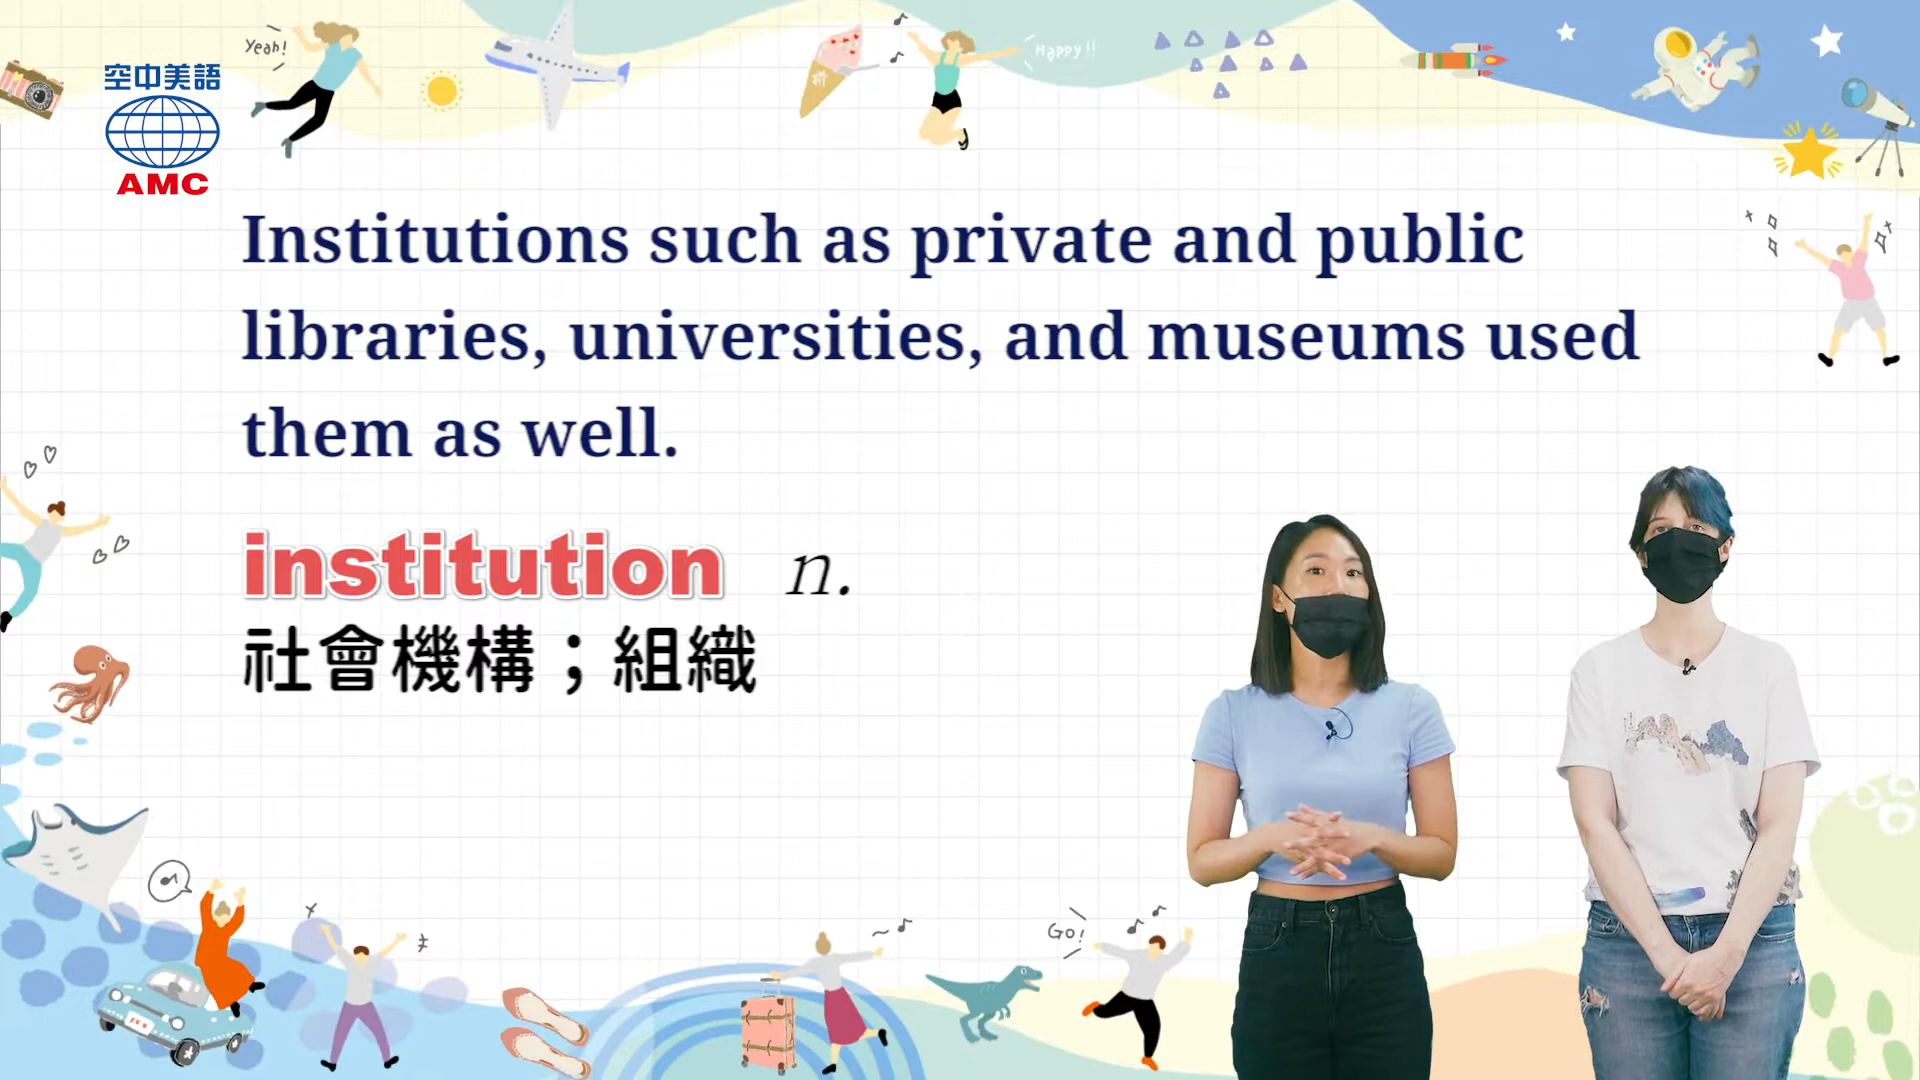 Yeah!
Happy!!
空中美語
AMC
Institutions such as private and public
libraries, universities, and museums used
them as well.
institution n.
社會機構；組織
Go!